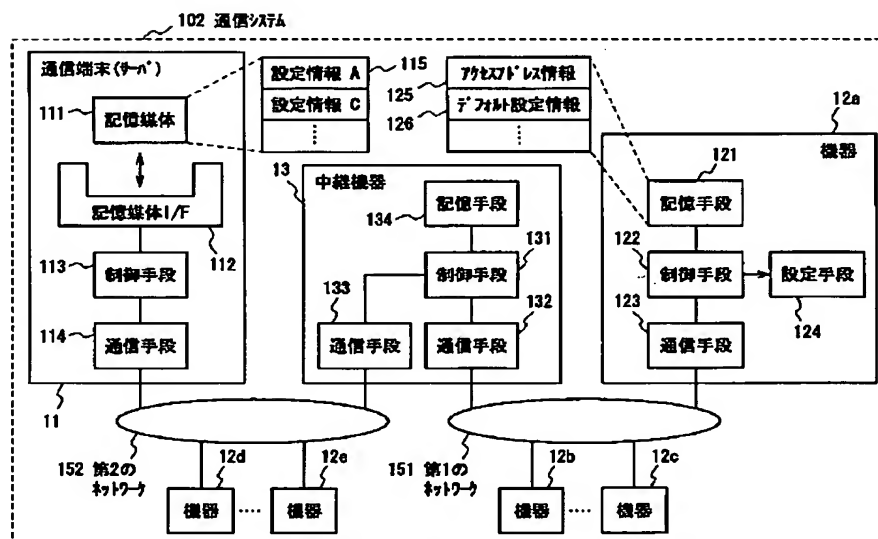 102 通信システム
通信端末(サーバ)
111
記憶媒体
記憶媒体I/F
112
113
制御手段
114
通信手段
11
設定情報 A
設定情報 C
115
125
126
アクセスアドレス情報
デフォルト設定情報
13
中継機器
記憶手段
134
131
制御手段
133
132
通信手段
通信手段
12a
機器
121
記憶手段
122
制御手段
設定手段
124
123
通信手段
152 第2の
ネットワーク
151 第1の
ネットワーク
12d
12e
機器
機器
12b
12c
機器
機器